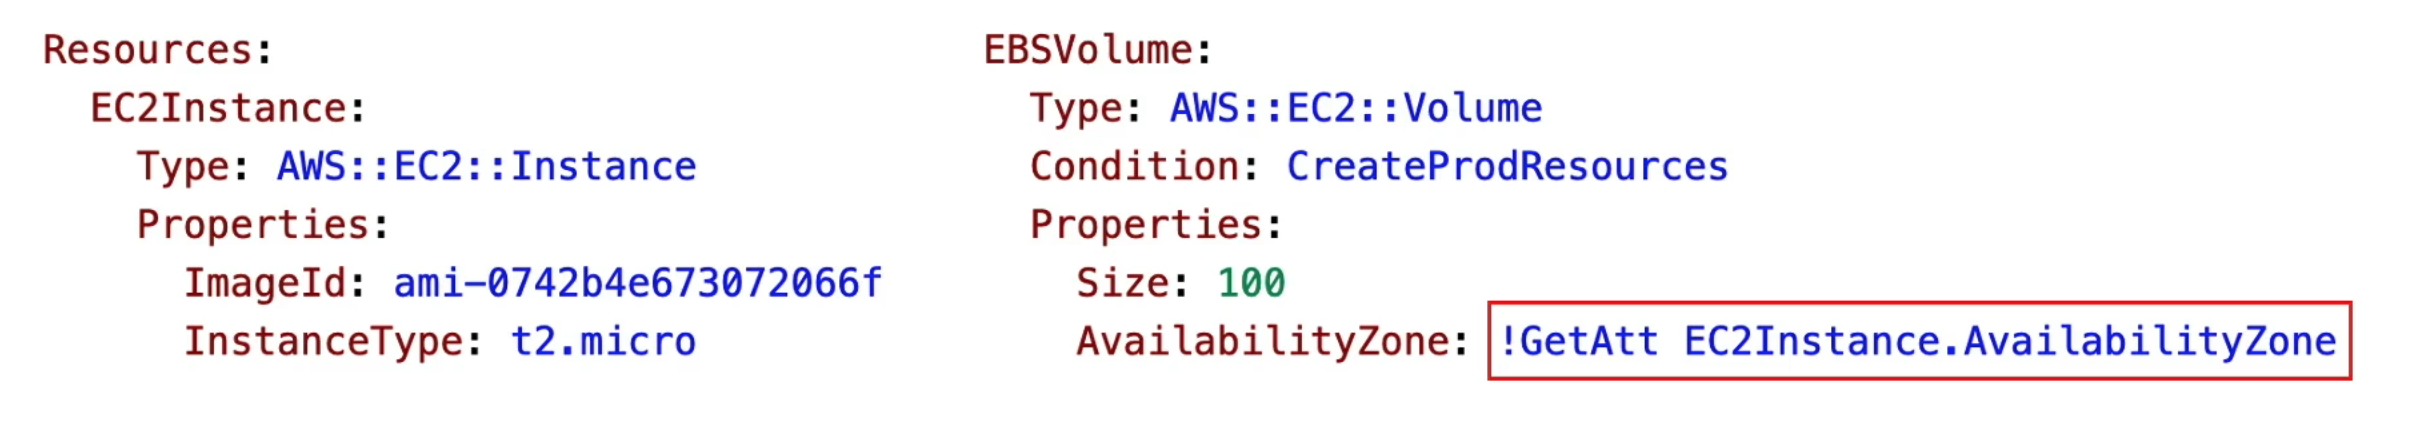 Resources:
  EC2Instance:
    Type: AWS::EC2::Instance
    Properties:
      ImageId: ami-0742b4e673072066f
      InstanceType: t2.micro
EBSVolume:
  Type: AWS::EC2::Volume
  Condition: CreateProdResources
  Properties:
    Size: 100
    AvailabilityZone: !GetAtt EC2Instance.AvailabilityZone